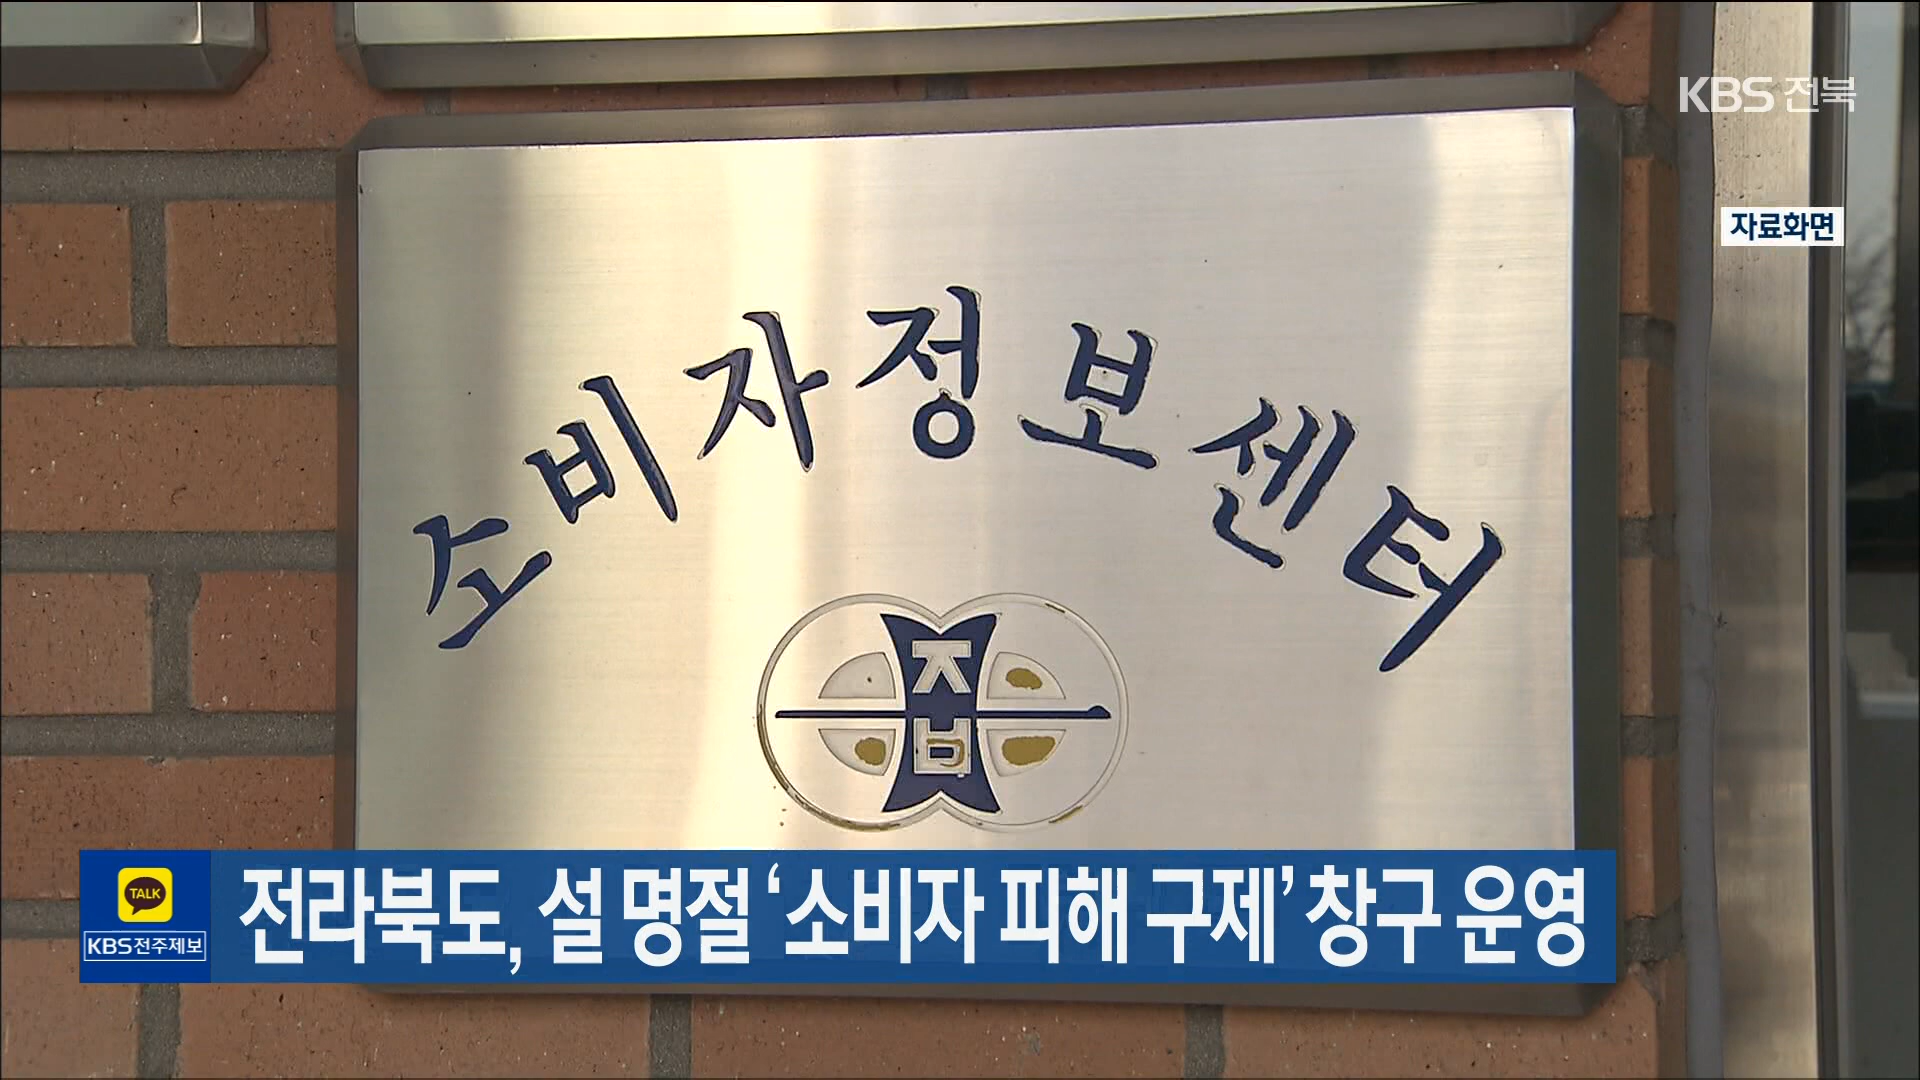 KBS 전북
자료화면
소비자정보센터
주부
TALK
KBS전주제보
전라북도, 설 명절 ‘소비자 피해 구제’ 창구 운영